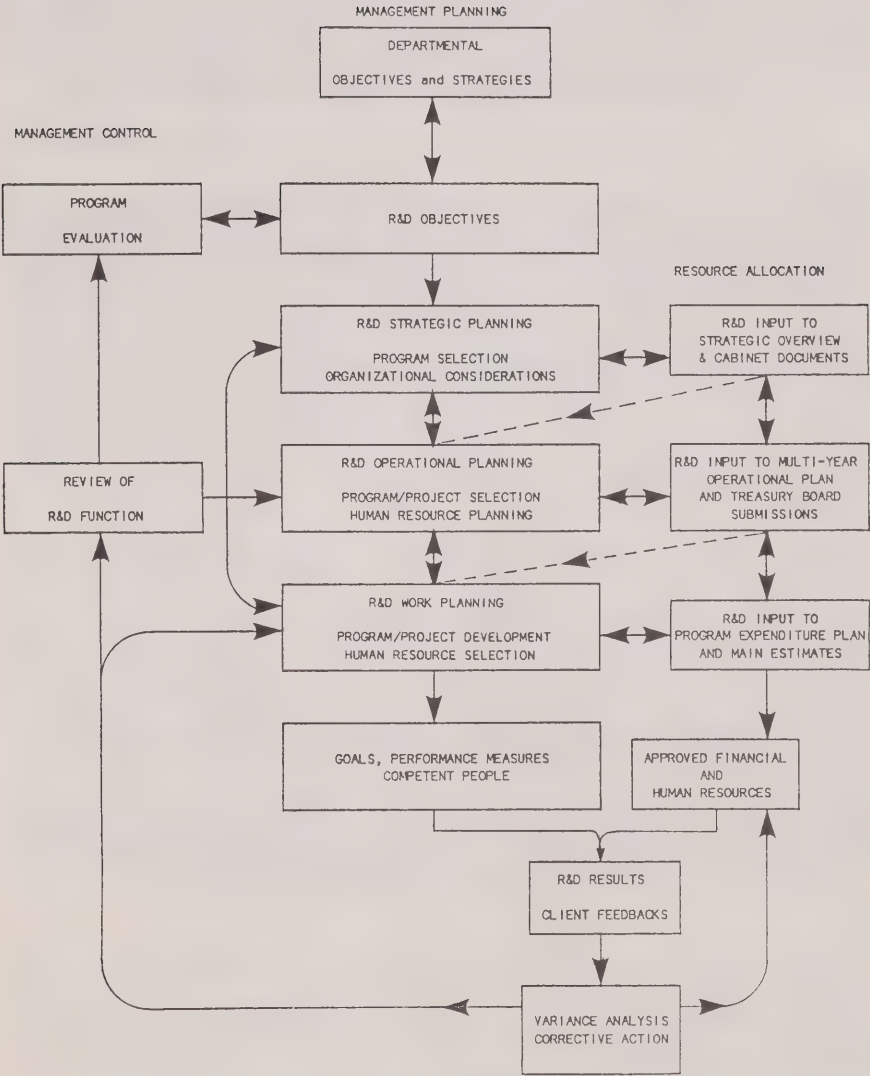 MANAGEMENT PLANNING
DEPARTMENTAL
OBJECTIVES and STRATEGIES
MANAGEMENT CONTROL
PROGRAM
EVALUATION
R&D OBJECTIVES
RESOURCE ALLOCATION
R&D STRATEGIC PLANNING
PROGRAM SELECTION
ORGANIZATIONAL CONSIDERATIONS
R&D INPUT TO
STRATEGIC OVERVIEW
& CABINET DOCUMENTS
REVIEW OF
R&D FUNCTION
R&D OPERATIONAL PLANNING
PROGRAM/PROJECT SELECTION
HUMAN RESOURCE PLANNING
R&D INPUT TO MULTI-YEAR
OPERATIONAL PLAN
AND TREASURY BOARD
SUBMISSIONS
R&D WORK PLANNING
PROGRAM/PROJECT DEVELOPMENT
HUMAN RESOURCE SELECTION
R&D INPUT TO
PROGRAM EXPENDITURE PLAN
AND MAIN ESTIMATES
GOALS, PERFORMANCE MEASURES
COMPETENT PEOPLE
APPROVED FINANCIAL
AND
HUMAN RESOURCES
R&D RESULTS
CLIENT FEEDBACKS
VARIANCE ANALYSIS
CORRECTIVE ACTION